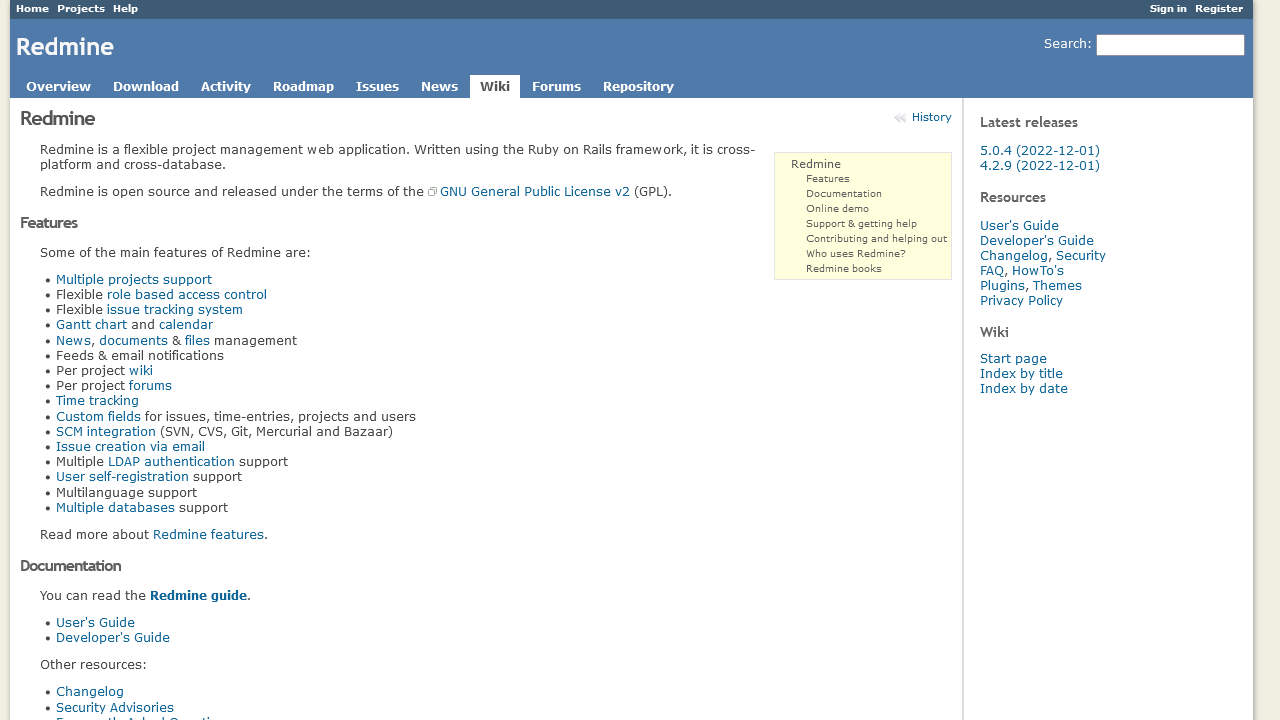 Home Projects Help Sign in Register
Redmine
Search:
Overview Download Activity Roadmap Issues News Wiki Forums Repository
Redmine
History
Redmine is a flexible project management web application. Written using the Ruby on Rails framework, it is cross-
platform and cross-database.
Redmine is open source and released under the terms of the GNU General Public License v2 (GPL).
Redmine
Features
Documentation
Online demo
Support & getting help
Contributing and helping out
Who uses Redmine?
Redmine books
Features
Some of the main features of Redmine are:
• Multiple projects support
• Flexible role based access control
• Flexible issue tracking system
• Gantt chart and calendar
• News, documents & files management
• Feeds & email notifications
• Per project wiki
• Per project forums
• Time tracking
• Custom fields for issues, time-entries, projects and users
• SCM integration (SVN, CVS, Git, Mercurial and Bazaar)
• Issue creation via email
• Multiple LDAP authentication support
• User self-registration support
• Multilanguage support
• Multiple databases support
Read more about Redmine features.
Documentation
You can read the Redmine guide.
• User's Guide
• Developer's Guide
Other resources:
• Changelog
• Security Advisories
Latest releases
5.0.4 (2022-12-01)
4.2.9 (2022-12-01)
Resources
User's Guide
Developer's Guide
Changelog, Security
FAQ, HowTo's
Plugins, Themes
Privacy Policy
Wiki
Start page
Index by title
Index by date